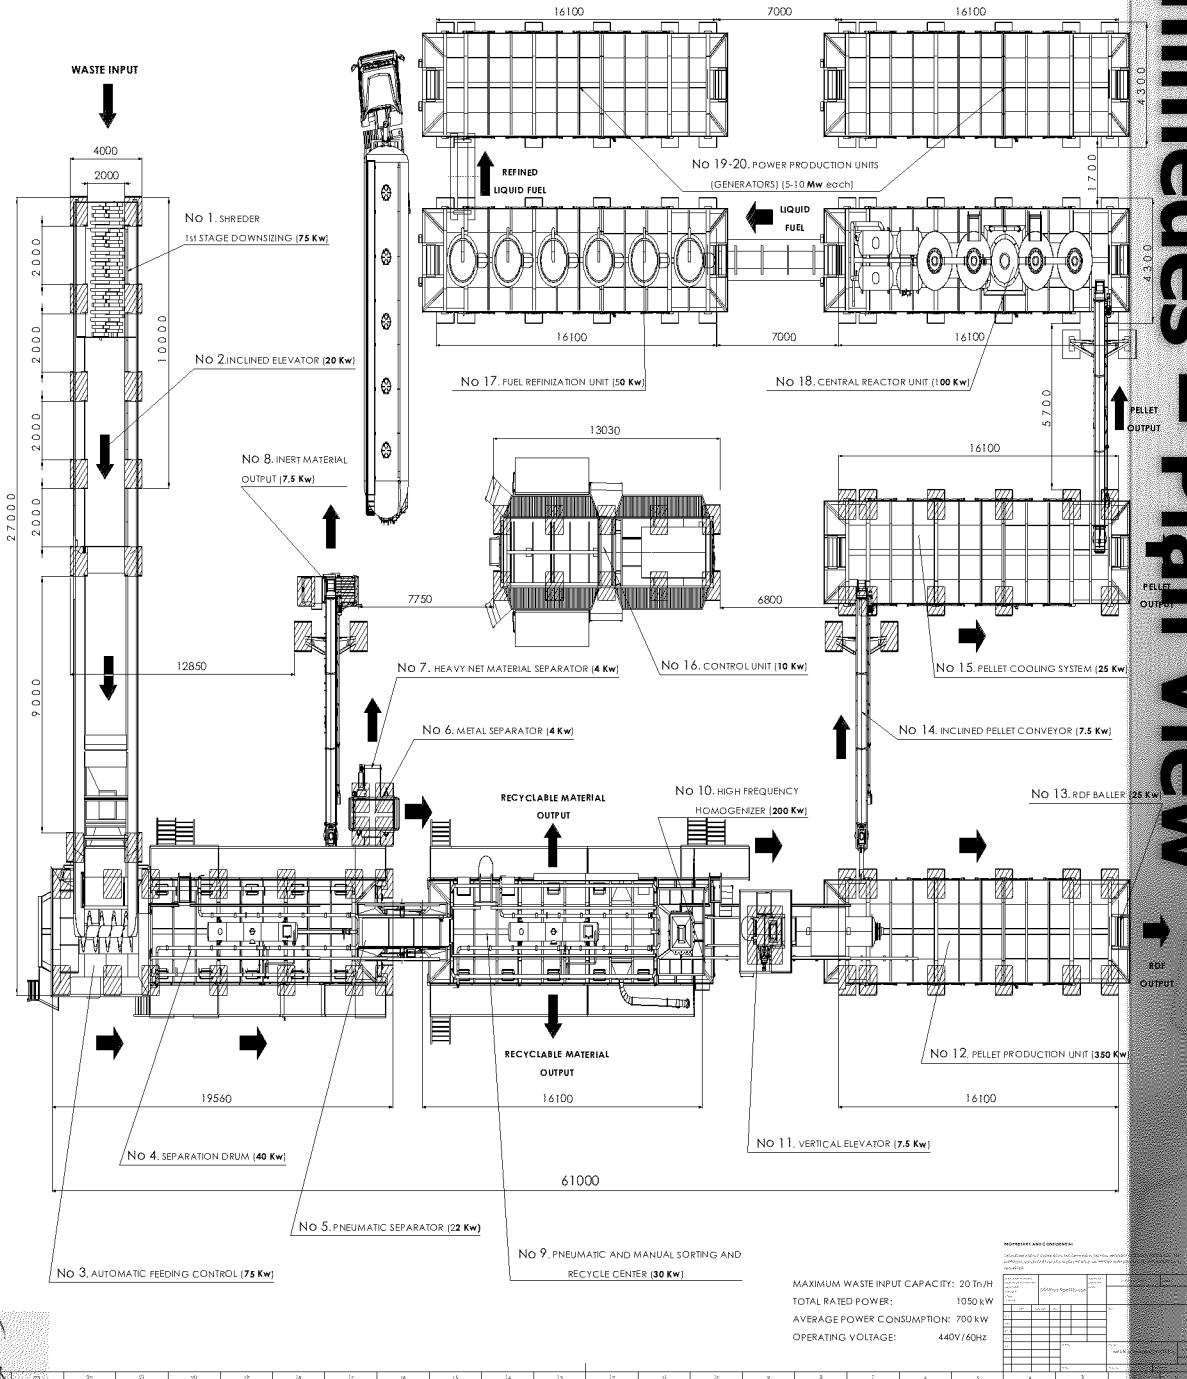 16100
7000
16100
WASTE INPUT
4300
4000
2000
No 19-20. POWER PRODUCTION UNITS
(GENERATORS) (5-10 Mw each)
REFINED
LIQUID FUEL
1700
LIQUID
FUEL
No 1. SHREDER
1st STAGE DOWNSIZING (75 Kw)
2000
4300
27000
2000
10000
16100
7000
16100
No 2.INCLINED ELEVATOR (20 Kw)
No 17. FUEL REFINIZATION UNIT (50 Kw)
No 18. CENTRAL REACTOR UNIT (100 Kw)
5700
PELLET
OUTPUT
2000
13030
16100
No 8. INERT MATERIAL
OUTPUT (7,5 Kw)
2000
7750
6800
PELLET
OUTPUT
12850
9000
No 7. HEAVY NET MATERIAL SEPARATOR (4 Kw)
No 16. CONTROL UNIT (10 Kw)
No 15. PELLET COOLING SYSTEM (25 Kw)
No 6. METAL SEPARATOR (4 Kw)
No 14. INCLINED PELLET CONVEYOR (7.5 Kw)
RECYCLABLE MATERIAL
OUTPUT
No 10. HIGH FREQUENCY
HOMOGENIZER (200 Kw)
No 13. RDF BALLER (25 Kw)
RDF
OUTPUT
RECYCLABLE MATERIAL
OUTPUT
No 12. PELLET PRODUCTION UNIT (350 Kw)
19560
16100
16100
No 11. VERTICAL ELEVATOR (7.5 Kw)
No 4. SEPARATION DRUM (40 Kw)
61000
No 5. PNEUMATIC SEPARATOR (22 Kw)
No 9. PNEUMATIC AND MANUAL SORTING AND
RECYCLE CENTER (30 Kw)
No 3. AUTOMATIC FEEDING CONTROL (75 Kw)
MAXIMUM WASTE INPUT CAPACITY: 20 Tn/H
TOTAL RATED POWER: 1050 kW
AVERAGE POWER CONSUMPTION: 700 kW
OPERATING VOLTAGE: 440V/60Hz
PROPRIETARY AND CONFIDENTIAL
Plan View